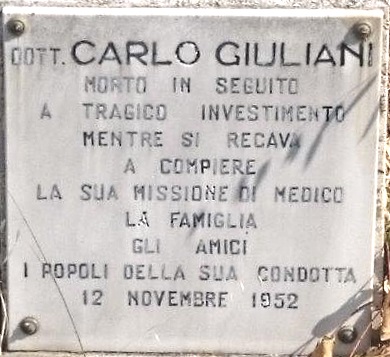 DOTT. CARLO GIULIANI
MORTO IN SEGUITO
A TRAGICO INVESTIMENTO
MENTRE SI RECAVA
A COMPIERE
LA SUA MISSIONE DI MEDICO
LA FAMIGLIA
GLI AMICI
I POPOLI DELLA SUA CONDOTTA
12 NOVEMBRE 1952